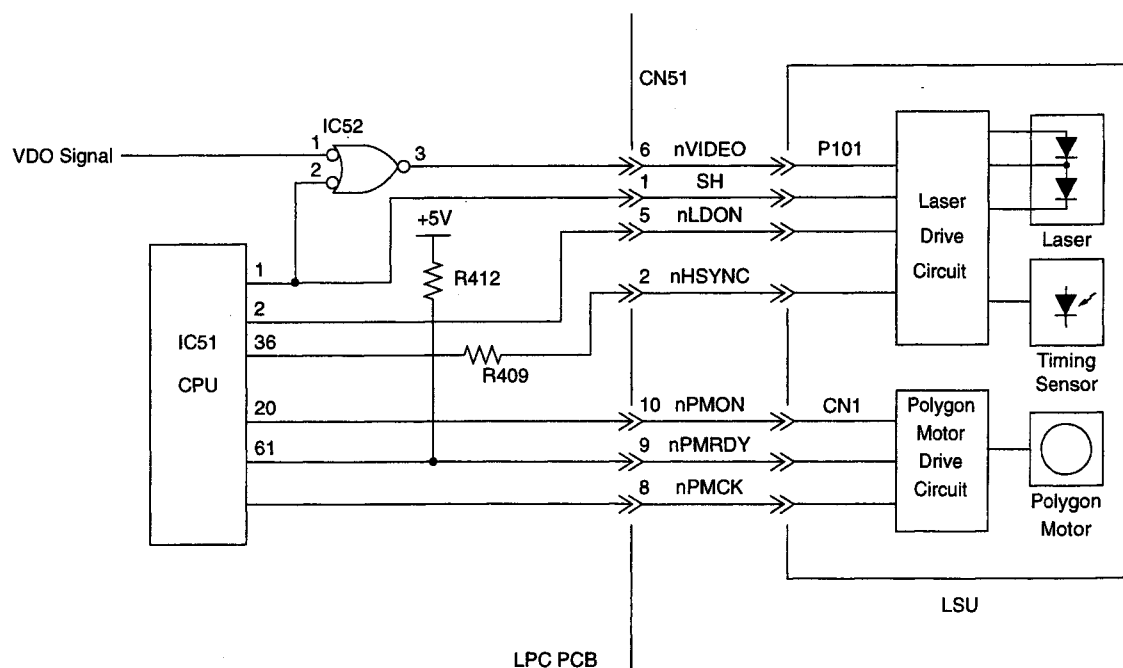 CN51
IC52
VDO Signal
1
2
3
6 nVIDEO
P101
1 SH
5 nLDON
2 nHSYNC
+5V
R412
R409
IC51
CPU
1
2
36
20
61
10 nPMON
CN1
9 nPMRDY
8 nPMCK
Laser
Drive
Circuit
Laser
Timing
Sensor
Polygon
Motor
Drive
Circuit
Polygon
Motor
LSU
LPC PCB